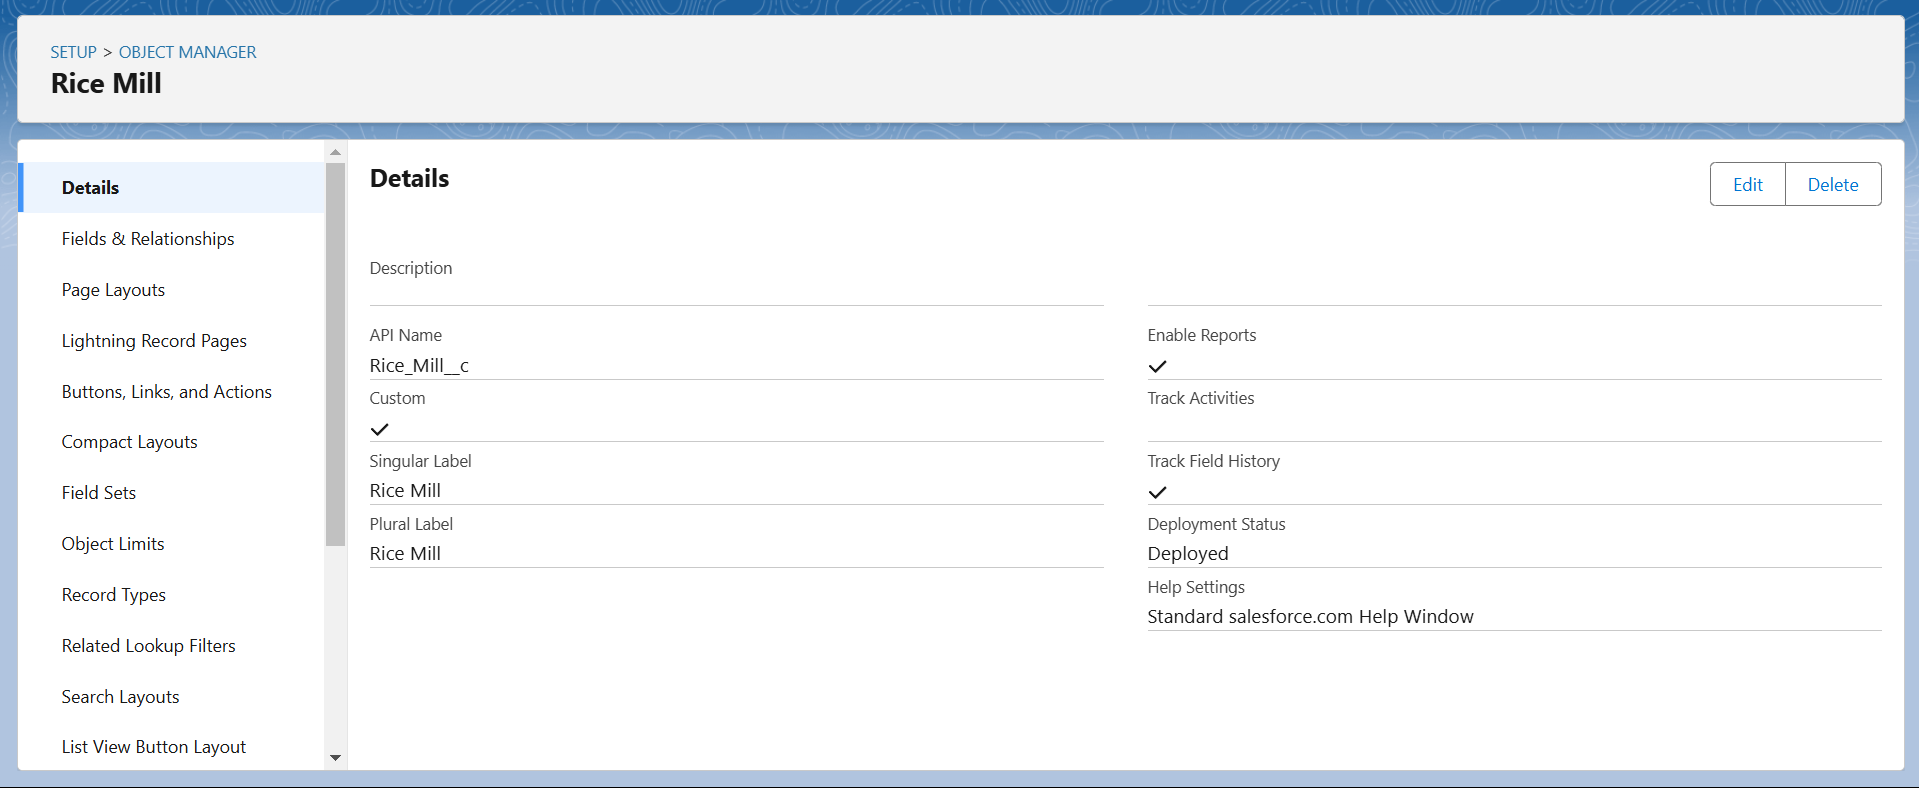 SETUP > OBJECT MANAGER
Rice Mill
Details
Fields & Relationships
Page Layouts
Lightning Record Pages
Buttons, Links, and Actions
Compact Layouts
Field Sets
Object Limits
Record Types
Related Lookup Filters
Search Layouts
List View Button Layout
Details
Edit
Delete
Description
API Name
Rice_Mill__c
Custom
Singular Label
Rice Mill
Plural Label
Rice Mill
Enable Reports
Track Activities
Track Field History
Deployment Status
Deployed
Help Settings
Standard salesforce.com Help Window